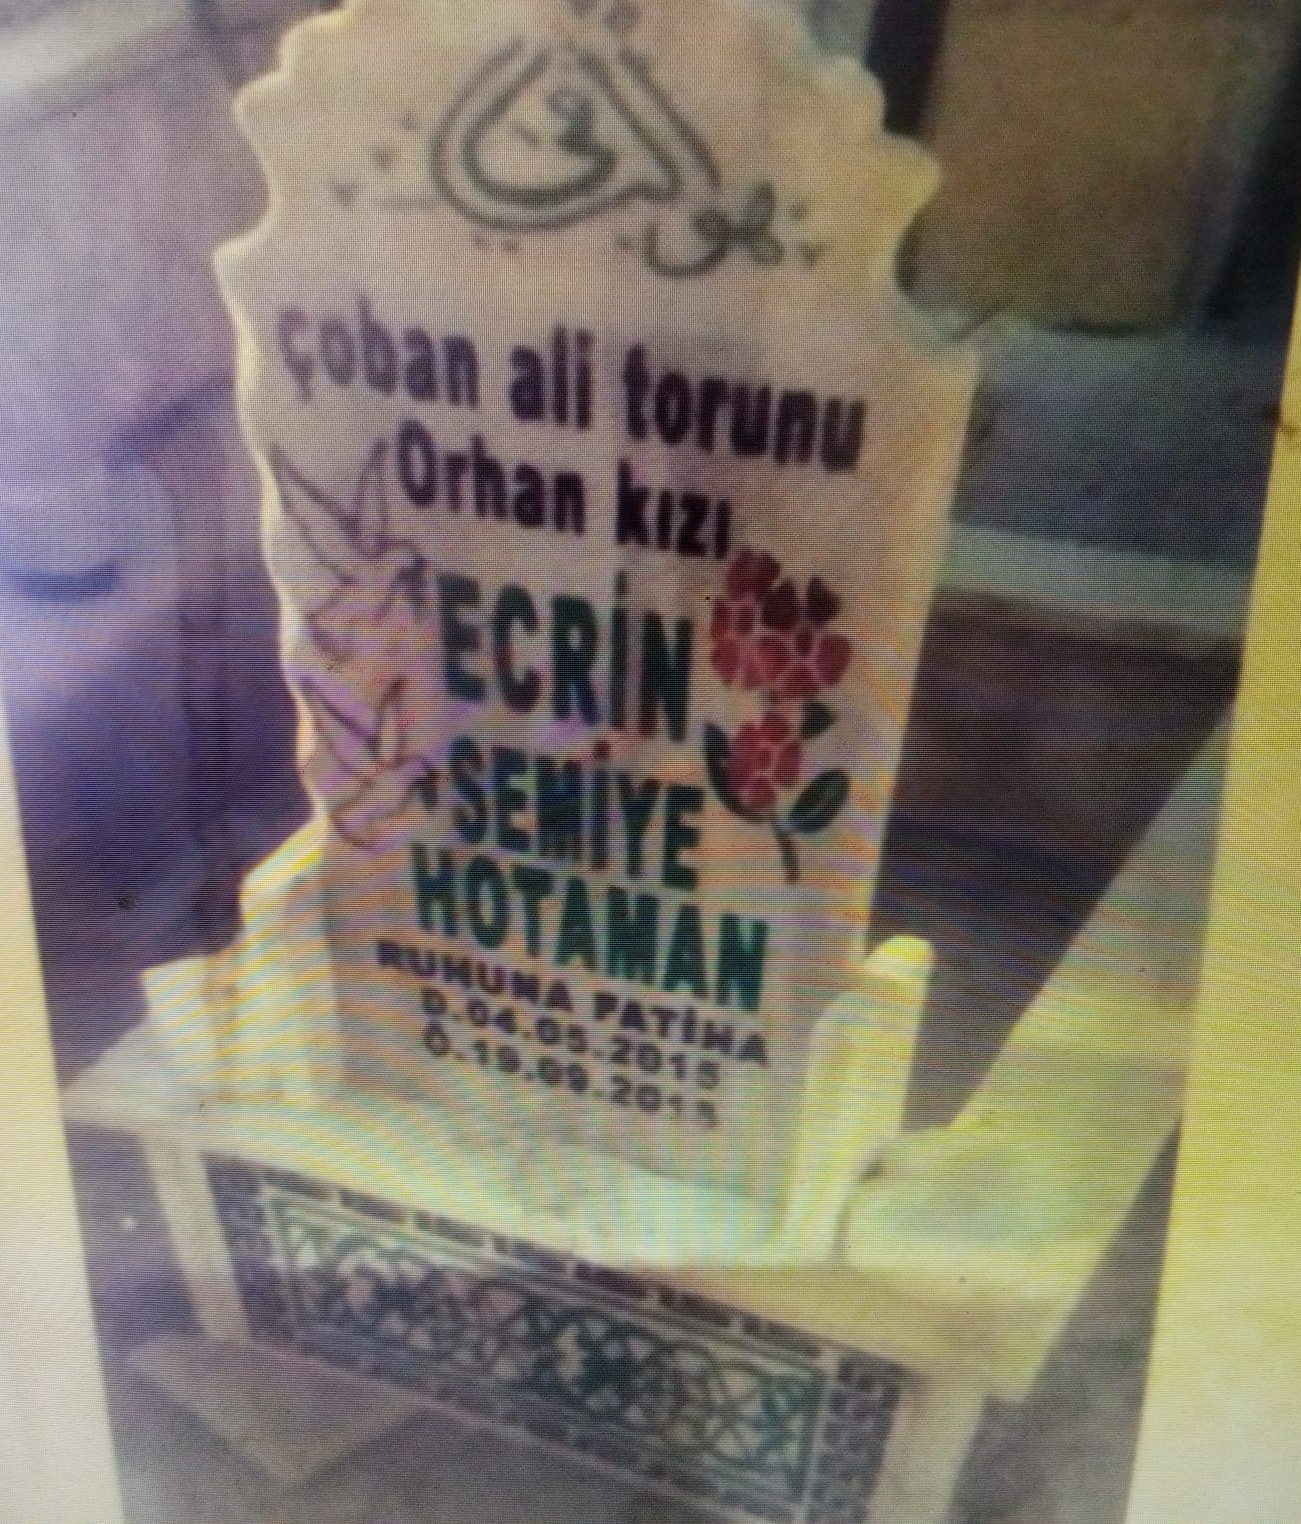 çoban ali torunu
Orhan kızı
ECRİN
SEMİYE
HOTAMAN
RUHUNA FATİHA
D.04.05.2015
Ö.19.09.2015